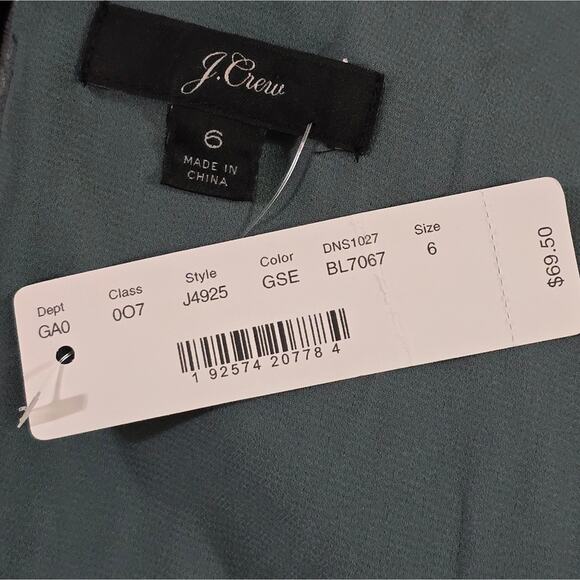 J.Crew
6
MADE IN
CHINA
Dept Class Style Color DNS1027 Size
GA0 0O7 J4925 GSE BL7067 6
$69.50
1 92574 20778 4